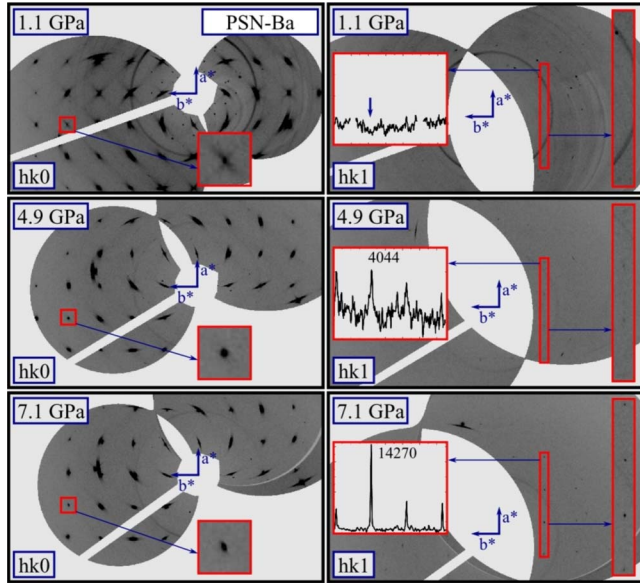 1.1 GPa
PSN-Ba
a*
b*
hk0
1.1 GPa
a*
b*
hk1
4.9 GPa
a*
b*
hk0
4.9 GPa
4044
a*
b*
hk1
7.1 GPa
a*
b*
hk0
7.1 GPa
14270
a*
b*
hk1